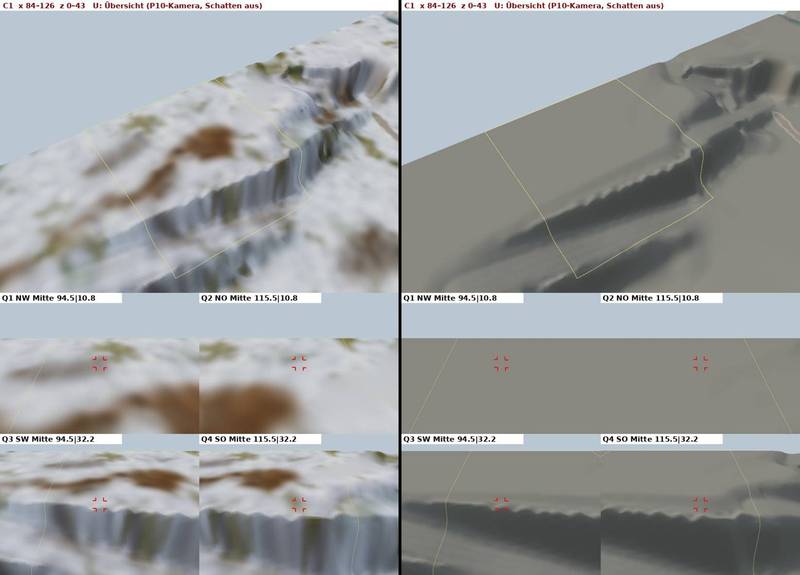 C1 x 84-126 z 0-43 U: Übersicht (P10-Kamera, Schatten aus)
C1 x 84-126 z 0-43 U: Übersicht (P10-Kamera, Schatten aus)
Q1 NW Mitte 94.5|10.8
Q2 NO Mitte 115.5|10.8
Q1 NW Mitte 94.5|10.8
Q2 NO Mitte 115.5|10.8
Q3 SW Mitte 94.5|32.2
Q4 SO Mitte 115.5|32.2
Q3 SW Mitte 94.5|32.2
Q4 SO Mitte 115.5|32.2